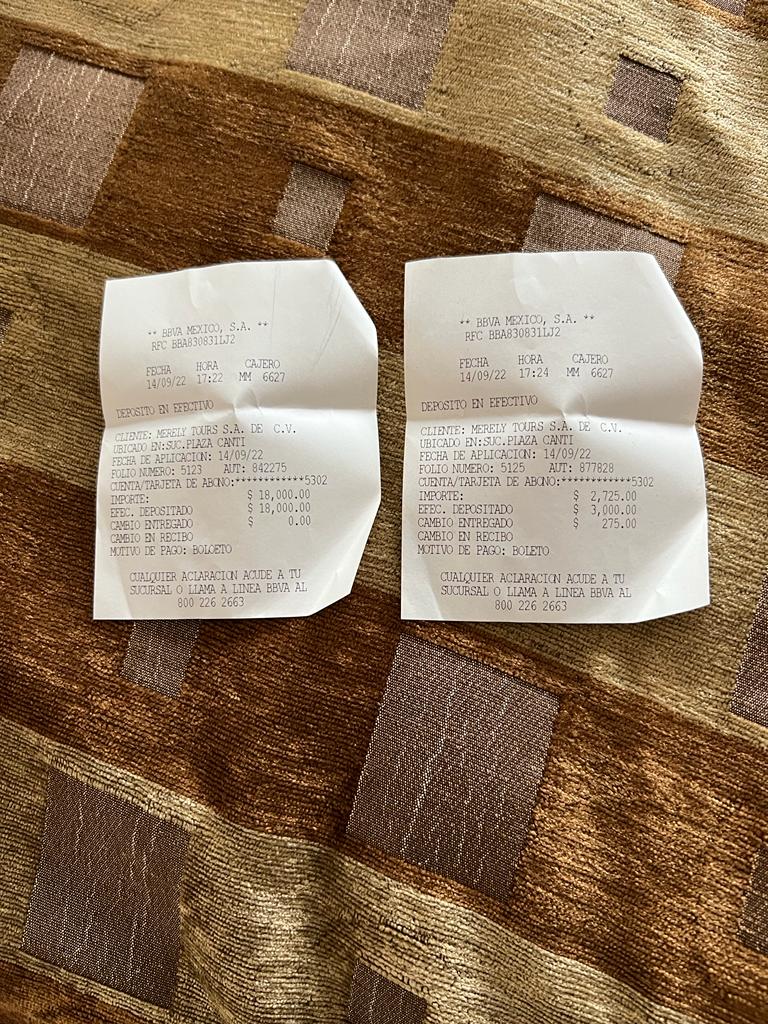 ** BBVA MEXICO, S.A. **
RFC BBA830831LJ2
FECHA HORA CAJERO
14/09/22 17:22 MM 6627
DEPOSITO EN EFECTIVO
CLIENTE: MERELY TOURS S.A. DE C.V.
UBICADO EN:SUC.PLAZA CANTI
FECHA DE APLICACION: 14/09/22
FOLIO NUMERO: 5123 AUT: 842275
CUENTA/TARJETA DE ABONO:************5302
IMPORTE: $ 18,000.00
EFEC. DEPOSITADO $ 18,000.00
CAMBIO ENTREGADO $ 0.00
CAMBIO EN RECIBO
MOTIVO DE PAGO: BOLOETO
CUALQUIER ACLARACION ACUDE A TU
SUCURSAL O LLAMA A LINEA BBVA AL
800 226 2663
** BBVA MEXICO, S.A. **
RFC BBA830831LJ2
FECHA HORA CAJERO
14/09/22 17:24 MM 6627
DEPOSITO EN EFECTIVO
CLIENTE: MERELY TOURS S.A. DE C.V.
UBICADO EN:SUC.PLAZA CANTI
FECHA DE APLICACION: 14/09/22
FOLIO NUMERO: 5125 AUT: 877828
CUENTA/TARJETA DE ABONO:************5302
IMPORTE: $ 2,725.00
EFEC. DEPOSITADO $ 3,000.00
CAMBIO ENTREGADO $ 275.00
CAMBIO EN RECIBO
MOTIVO DE PAGO: BOLETO
CUALQUIER ACLARACION ACUDE A TU
SUCURSAL O LLAMA A LINEA BBVA AL
800 226 2663